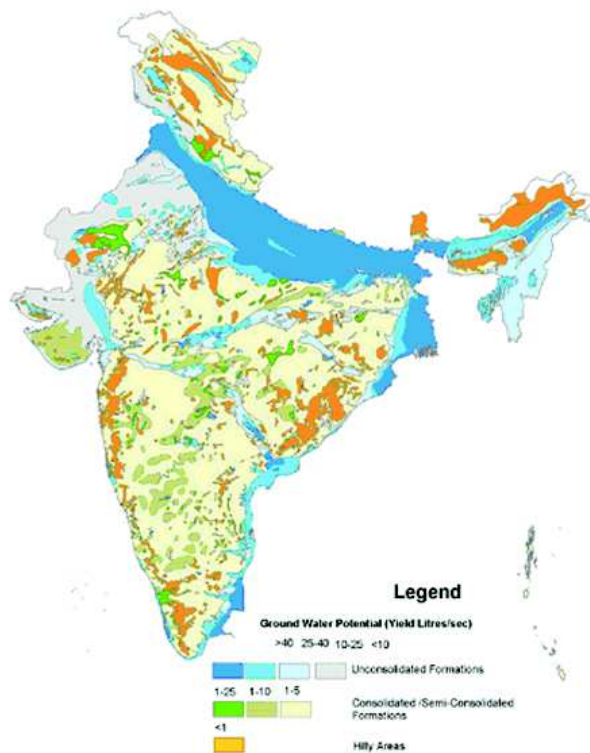 Legend
Ground Water Potential (Yield Litres/sec)
>40 25-40 10-25 <10
Unconsolidated Formations
1-25 1-10 1-5
Consolidated /Semi-Consolidated
Formations
<1
Hilly Areas